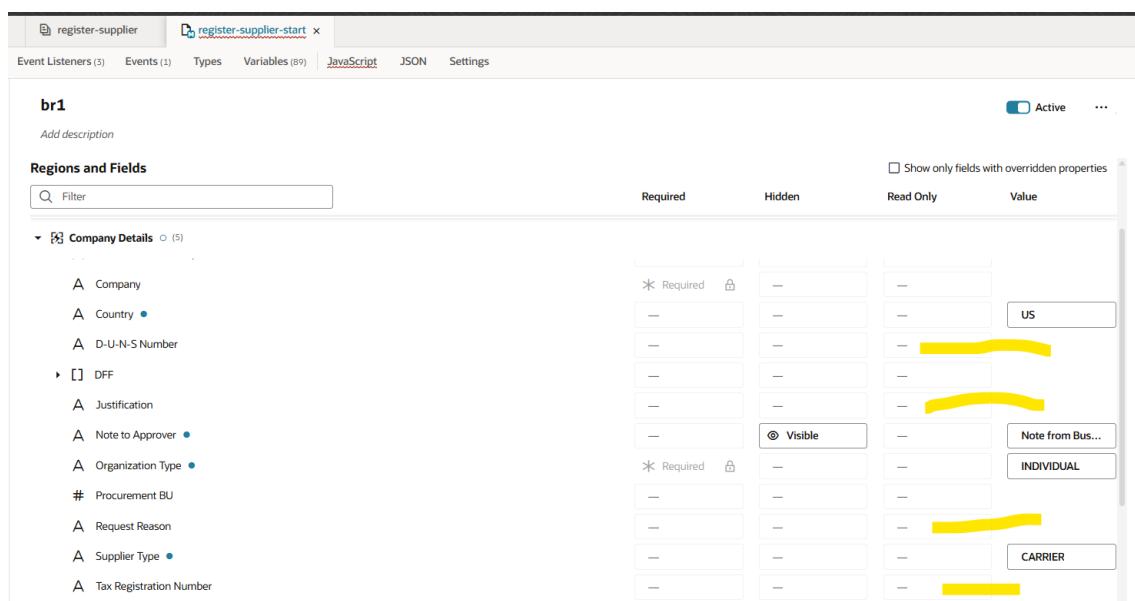 register-supplier register-supplier-start ×
Event Listeners (3) Events (1) Types Variables (89) JavaScript JSON Settings
br1
Active ...
Add description
Regions and Fields
Show only fields with overridden properties
Filter
Required Hidden Read Only Value
Company Details (5)
Company Required — —
Country — — — US
D-U-N-S Number — — —
DFF — — —
Justification — — —
Note to Approver — Visible — Note from Bus...
Organization Type Required — — INDIVIDUAL
Procurement BU — — —
Request Reason — — —
Supplier Type — — — CARRIER
Tax Registration Number — — —